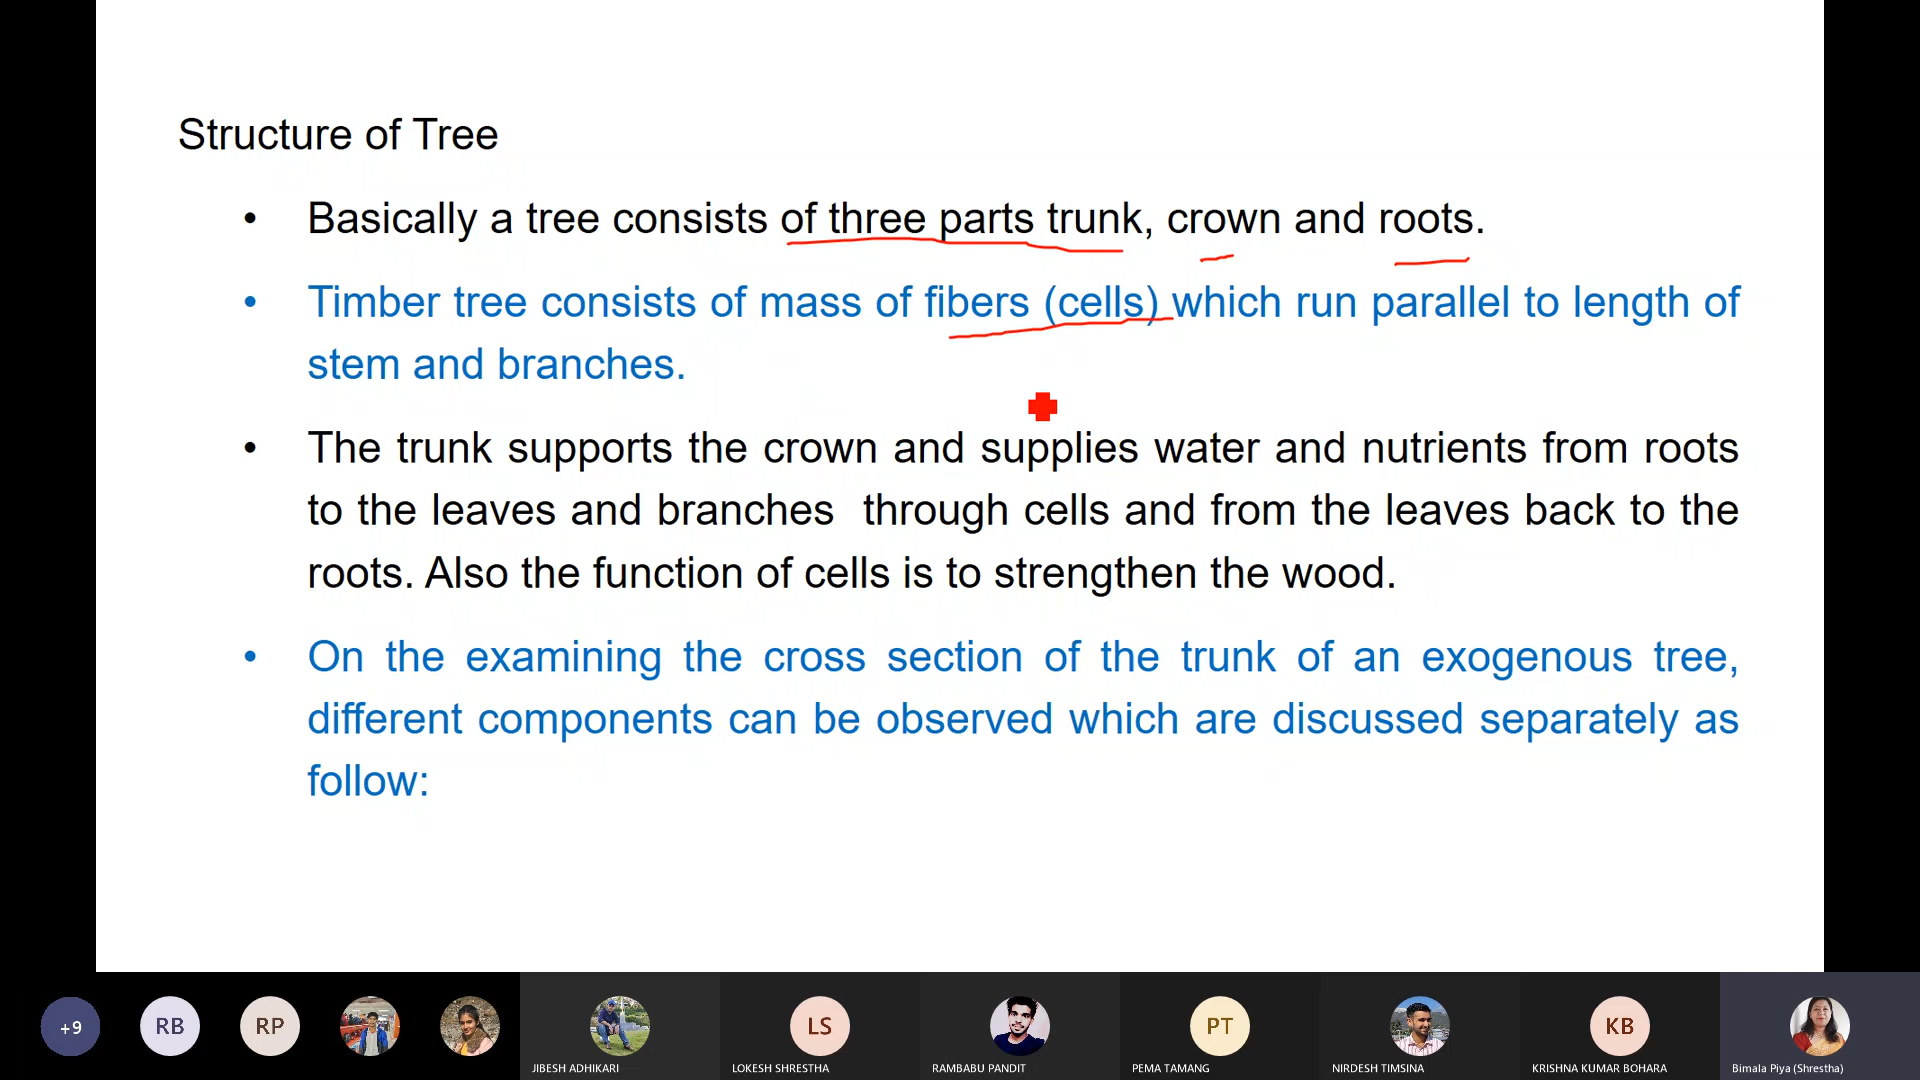 Structure of Tree
• Basically a tree consists of three parts trunk, crown and roots.
• Timber tree consists of mass of fibers (cells) which run parallel to length of
stem and branches.
• The trunk supports the crown and supplies water and nutrients from roots
to the leaves and branches through cells and from the leaves back to the
roots. Also the function of cells is to strengthen the wood.
• On the examining the cross section of the trunk of an exogenous tree,
different components can be observed which are discussed separately as
follow:
+9 RB RP LS PT KB
JIBESH ADHIKARI LOKESH SHRESTHA RAMBABU PANDIT PEMA TAMANG NIRDESH TIMSINA KRISHNA KUMAR BOHARA Bimala Piya (Shrestha)